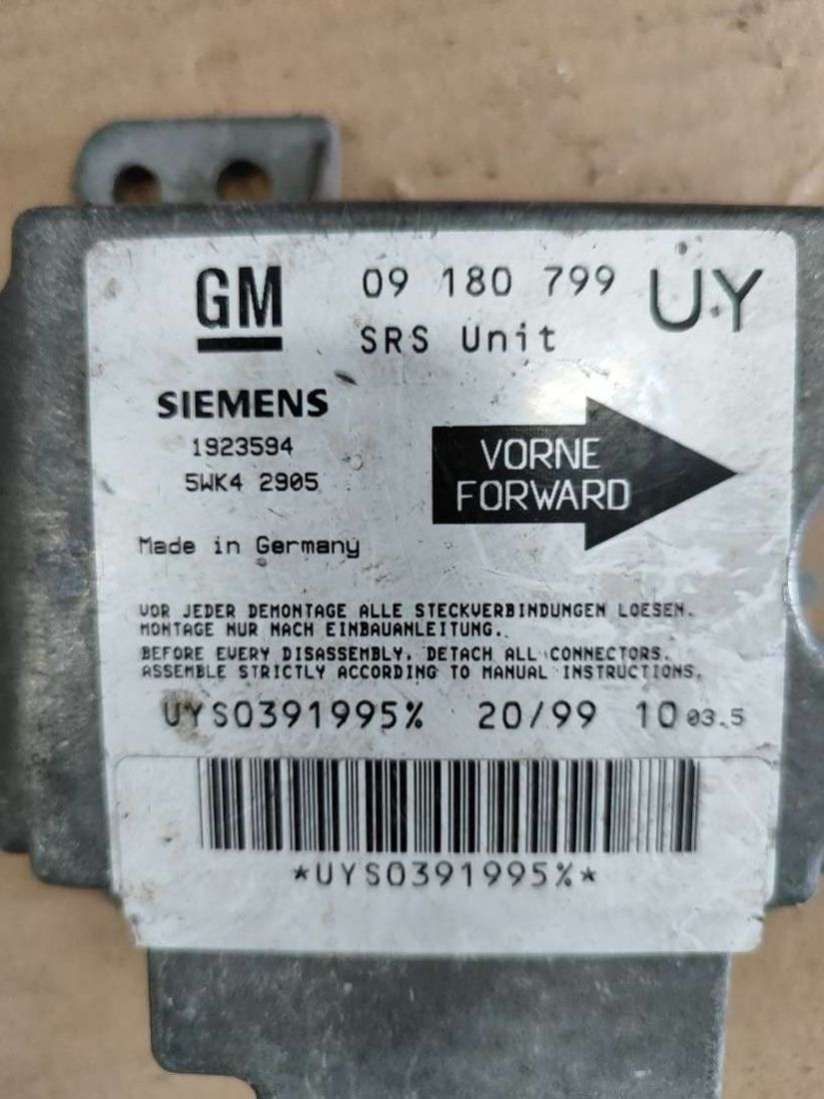 GM 09 180 799 UY
SRS Unit
SIEMENS
1923594
5WK4 2905
VORNE
FORWARD
Made in Germany
VOR JEDER DEMONTAGE ALLE STECKVERBINDUNGEN LOESEN.
MONTAGE NUR NACH EINBAUANLEITUNG.
BEFORE EVERY DISASSEMBLY, DETACH ALL CONNECTORS.
ASSEMBLE STRICTLY ACCORDING TO MANUAL INSTRUCTIONS.
UYS0391995% 20/99 10 03.5
*UYS0391995%*